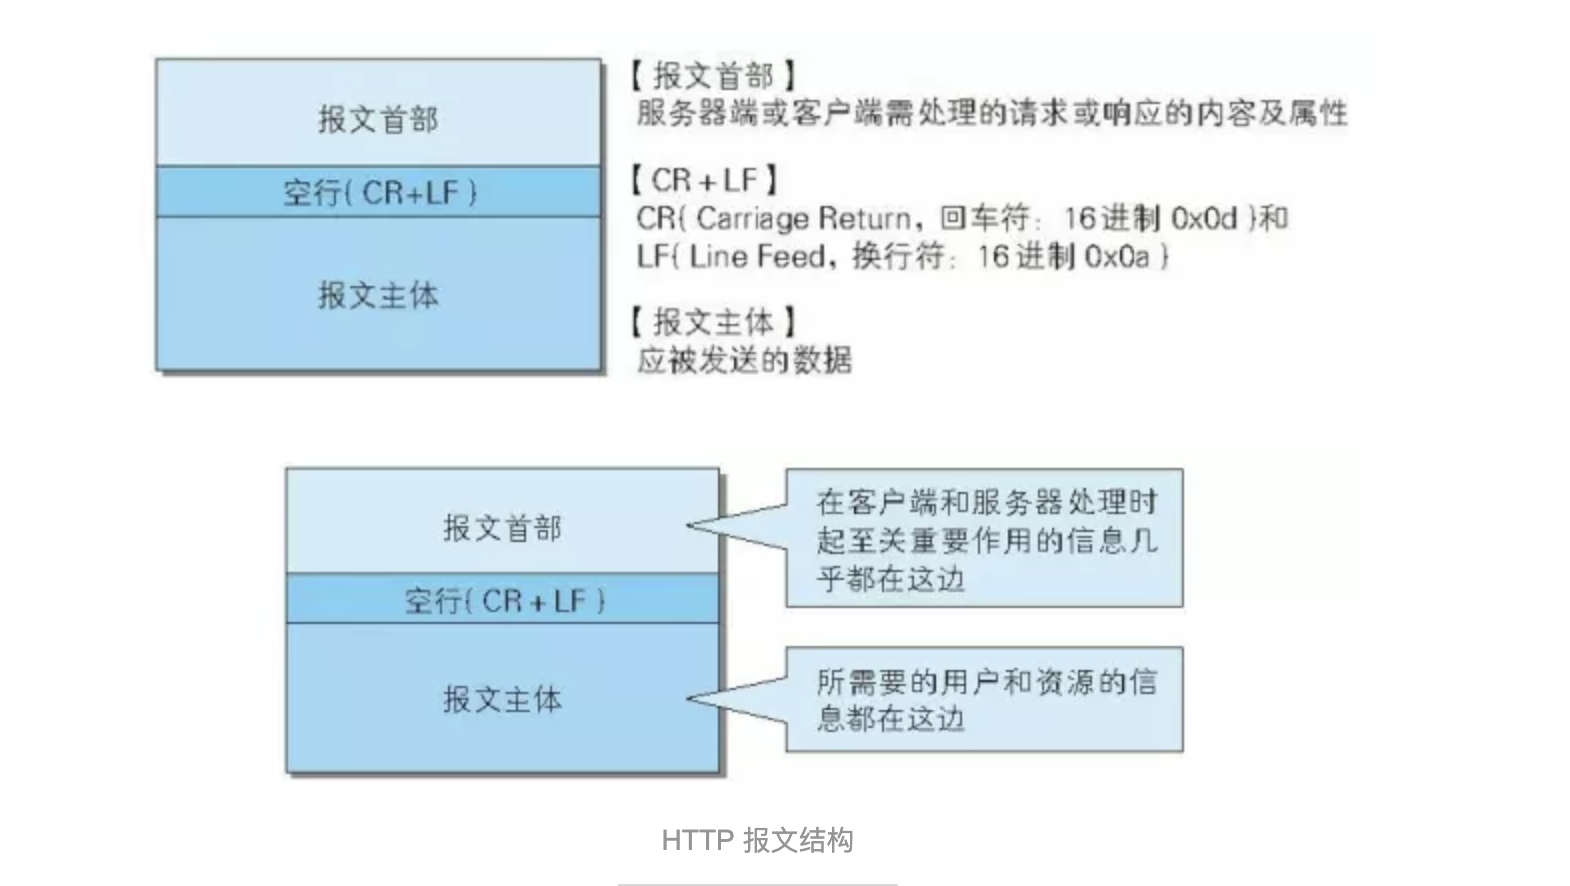 报文首部
空行(CR+LF)
报文主体
【报文首部】
服务器端或客户端需处理的请求或响应的内容及属性
【CR+LF】
CR(Carriage Return，回车符：16进制 0x0d)和
LF(Line Feed，换行符：16进制 0x0a)
【报文主体】
应被发送的数据
报文首部
空行(CR+LF)
报文主体
在客户端和服务器处理时
起至关重要作用的信息几
乎都在这边
所需要的用户和资源的信
息都在这边
HTTP 报文结构